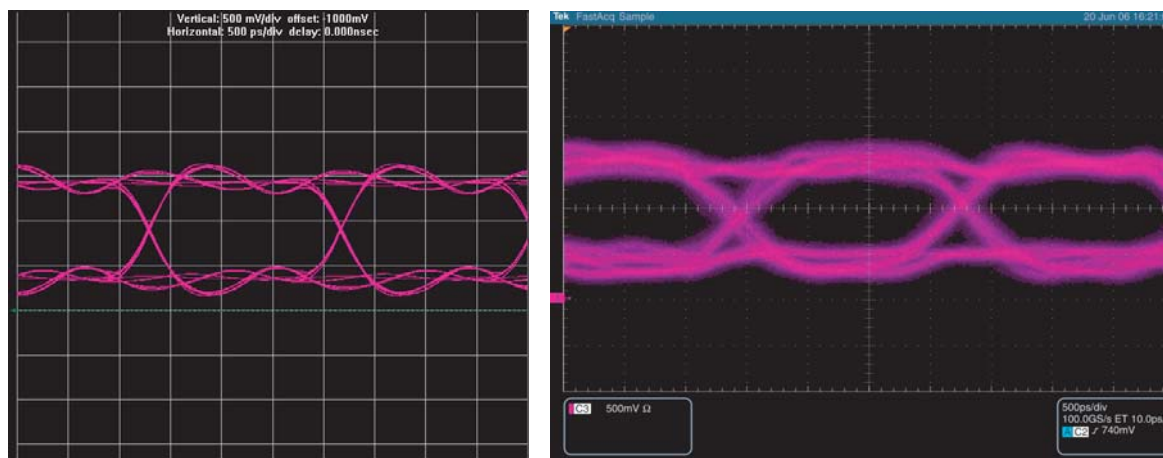 Vertical: 500 mV/div offset: -1000mV
Horizontal: 500 ps/div delay: 0.000nsec
Tek FastAcq Sample
20 Jun 06 16:21:
C3 500mV Ω
500ps/div
100.0GS/s ET 10.0ps/
A C2 ∫ 740mV